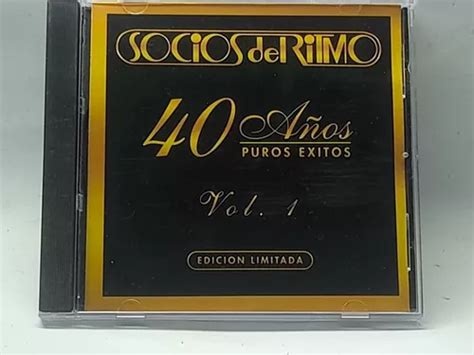 SOCIOS del RITMO
40 Años
PUROS EXITOS
Vol. 1
EDICION LIMITADA